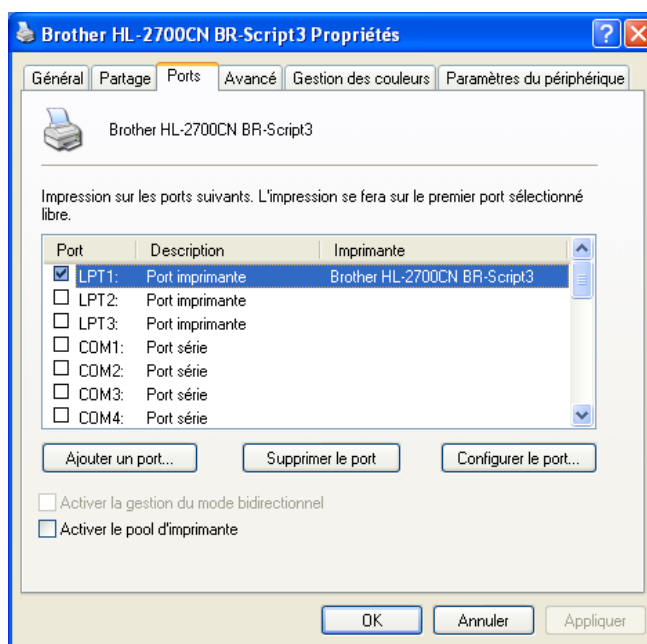 Brother HL-2700CN BR-Script3 Propriétés
Général Partage Ports Avancé Gestion des couleurs Paramètres du périphérique
Brother HL-2700CN BR-Script3
Impression sur les ports suivants. L'impression se fera sur le premier port sélectionné
libre.
Port Description Imprimante
LPT1: Port imprimante Brother HL-2700CN BR-Script3
LPT2: Port imprimante
LPT3: Port imprimante
COM1: Port série
COM2: Port série
COM3: Port série
COM4: Port série
Ajouter un port... Supprimer le port Configurer le port...
Activer la gestion du mode bidirectionnel
Activer le pool d'imprimante
OK Annuler Appliquer